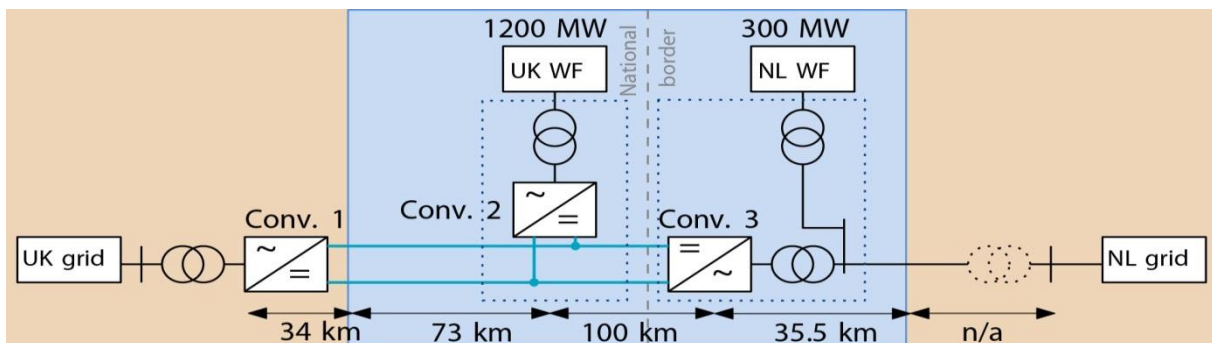 1200 MW
300 MW
UK WF
National
border
NL WF
Conv. 1
Conv. 2
Conv. 3
~
=
~
=
=
~
UK grid
NL grid
34 km
73 km
100 km
35.5 km
n/a